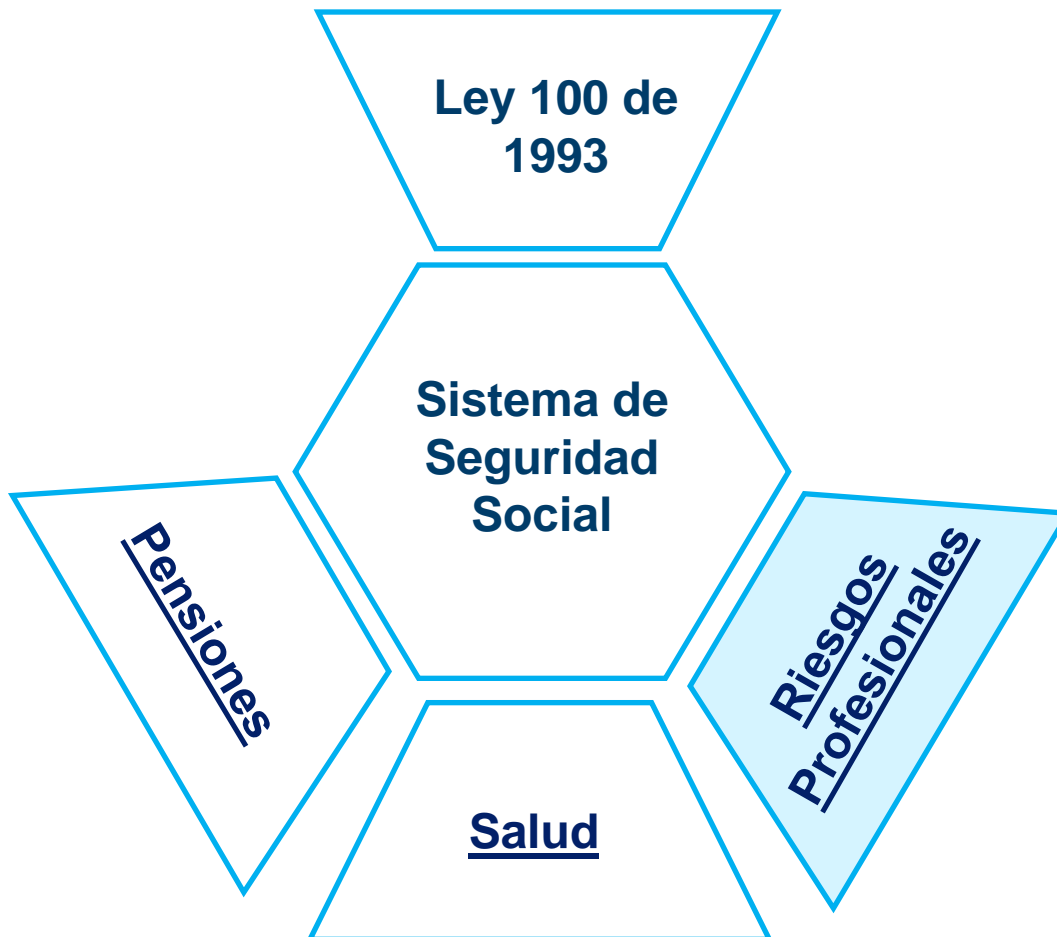 Ley 100 de
1993
Sistema de
Seguridad
Social
Pensiones
Riesgos
Profesionales
Salud